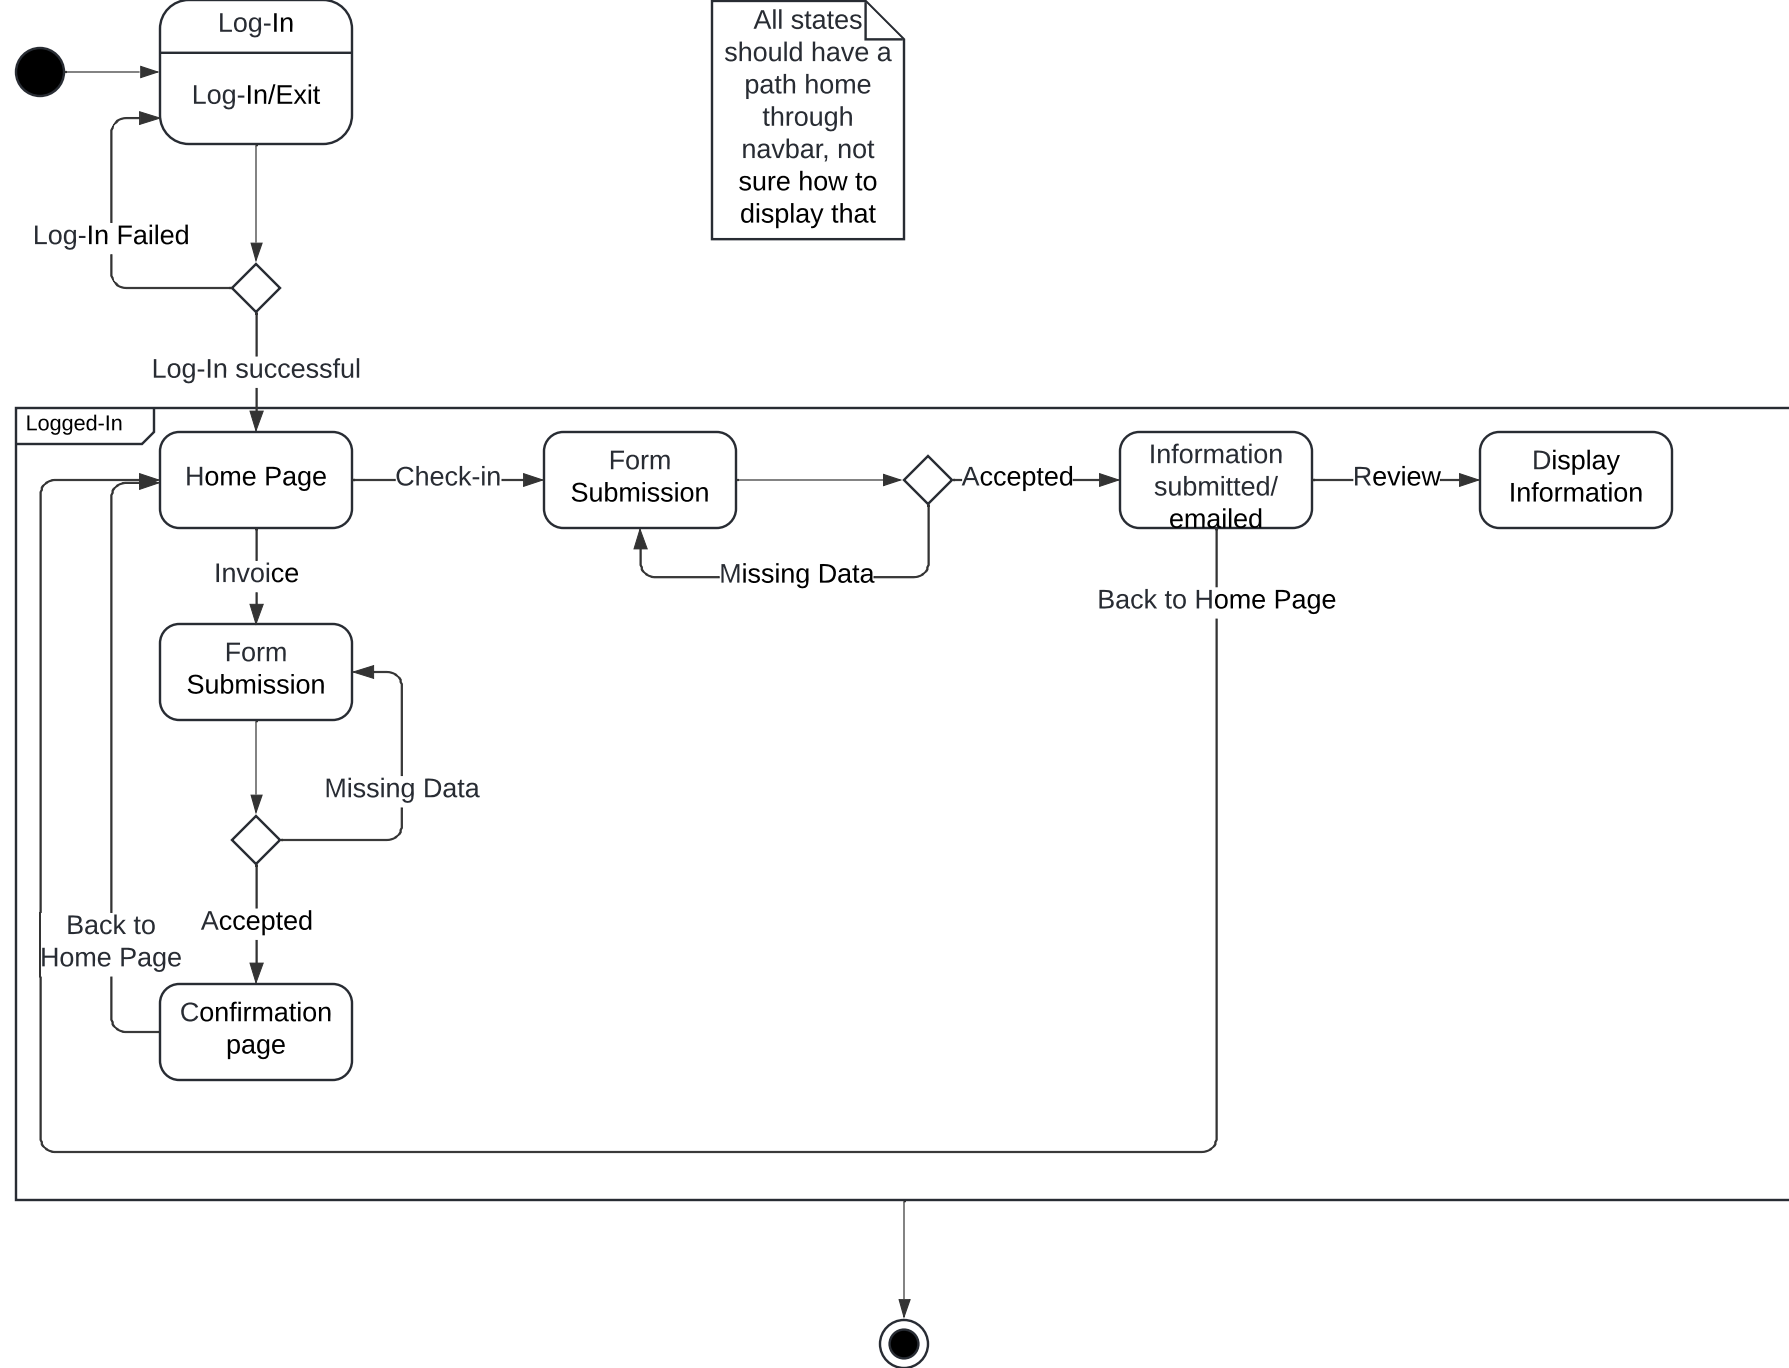 Log-In
Log-In/Exit
All states
should have a
path home
through
navbar, not
sure how to
display that
Log-In Failed
Log-In successful
Logged-In
Home Page
Check-in
Form
Submission
Accepted
Information
submitted/
emailed
Review
Display
Information
Missing Data
Back to Home Page
Invoice
Form
Submission
Missing Data
Accepted
Back to
Home Page
Confirmation
page